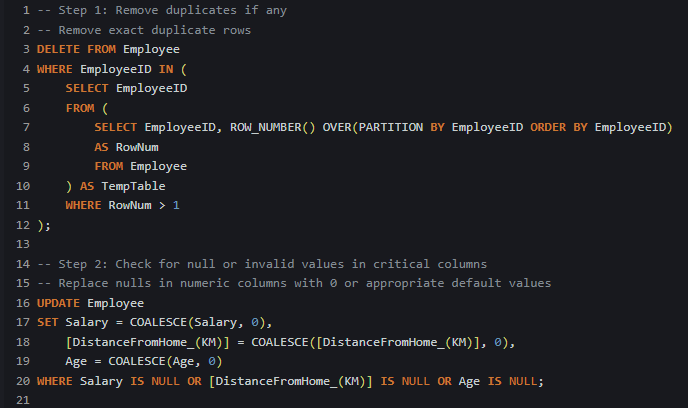 1 -- Step 1: Remove duplicates if any
2 -- Remove exact duplicate rows
3 DELETE FROM Employee
4 WHERE EmployeeID IN (
5     SELECT EmployeeID
6     FROM (
7         SELECT EmployeeID, ROW_NUMBER() OVER(PARTITION BY EmployeeID ORDER BY EmployeeID)
8         AS RowNum
9         FROM Employee
10     ) AS TempTable
11     WHERE RowNum > 1
12 );
13
14 -- Step 2: Check for null or invalid values in critical columns
15 -- Replace nulls in numeric columns with 0 or appropriate default values
16 UPDATE Employee
17 SET Salary = COALESCE(Salary, 0),
18     [DistanceFromHome_(KM)] = COALESCE([DistanceFromHome_(KM)], 0),
19     Age = COALESCE(Age, 0)
20 WHERE Salary IS NULL OR [DistanceFromHome_(KM)] IS NULL OR Age IS NULL;
21